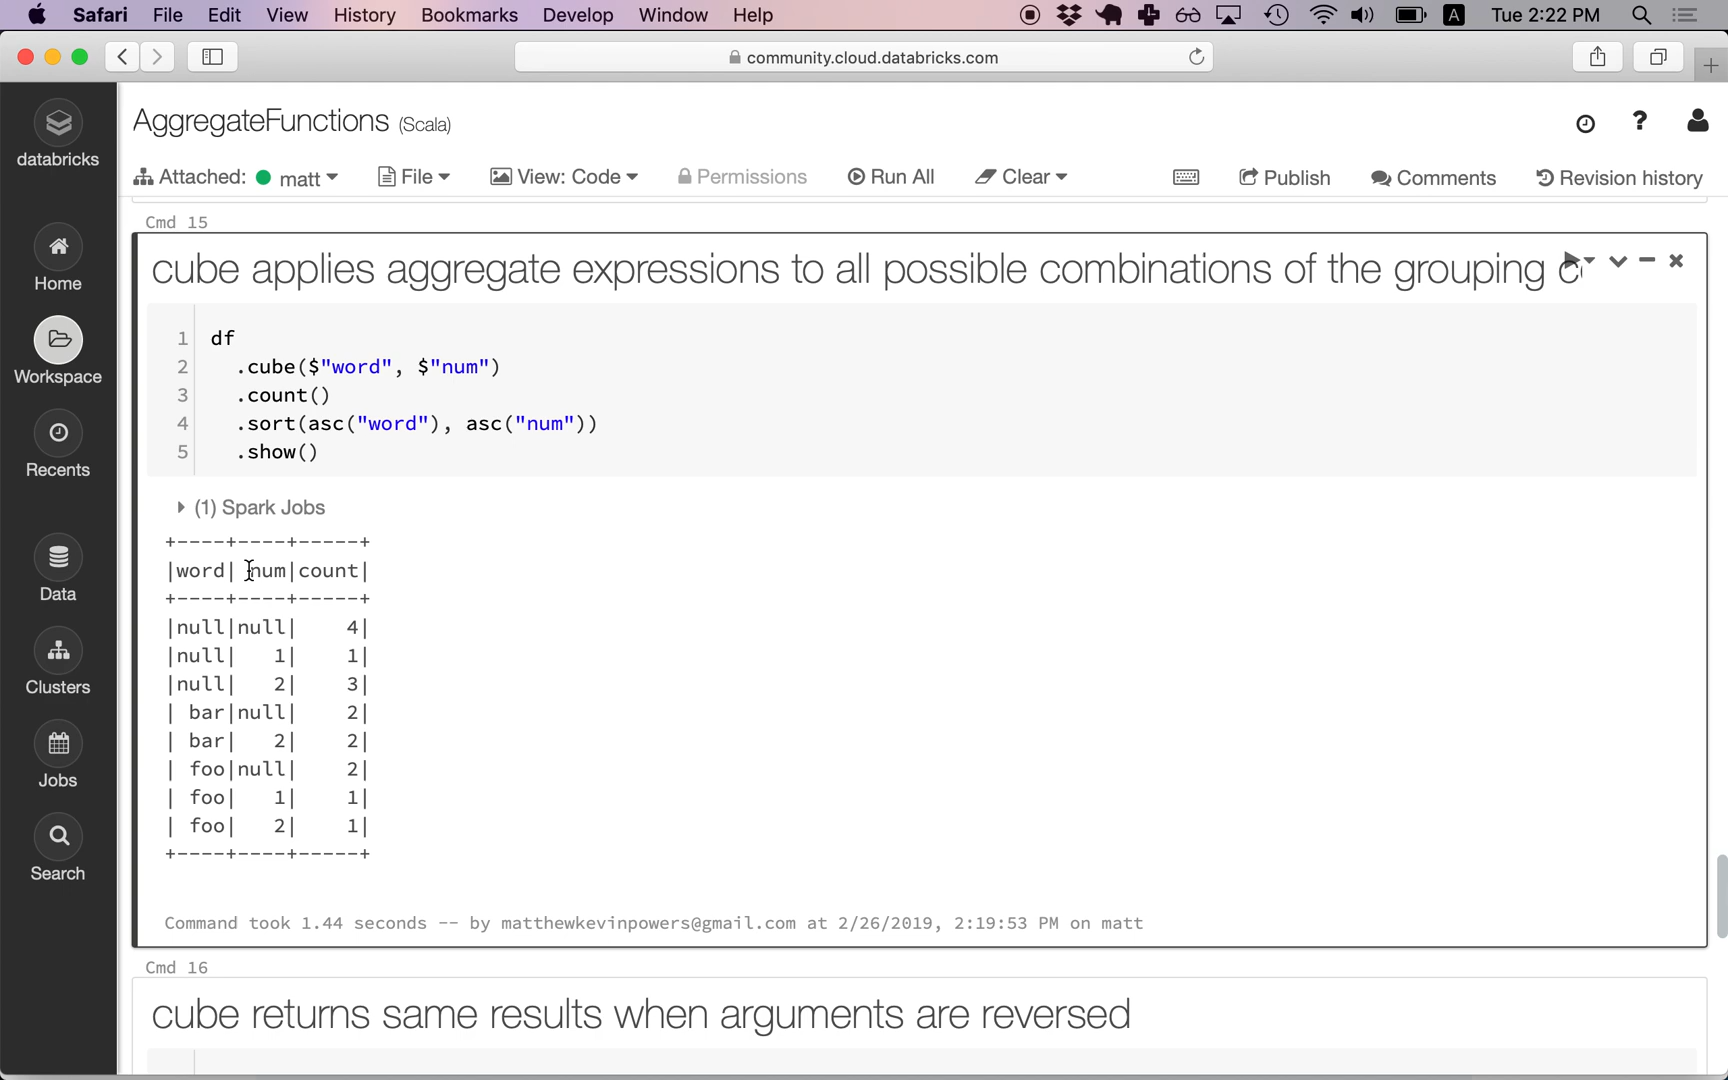 Safari File Edit View History Bookmarks Develop Window Help A Tue 2:22 PM
community.cloud.databricks.com
databricks
Home
Workspace
Recents
Data
Clusters
Jobs
Search
AggregateFunctions (Scala)
?
Attached: matt File View: Code Permissions Run All Clear Publish Comments Revision history
Cmd 15
cube applies aggregate expressions to all possible combinations of the grouping
1 df
2 .cube($"word", $"num")
3 .count()
4 .sort(asc("word"), asc("num"))
5 .show()
(1) Spark Jobs
+----+----+-----+
|word| num|count|
+----+----+-----+
|null|null|    4|
|null|   1|    1|
|null|   2|    3|
| bar|null|    2|
| bar|   2|    2|
| foo|null|    2|
| foo|   1|    1|
| foo|   2|    1|
+----+----+-----+
Command took 1.44 seconds -- by matthewkevinpowers@gmail.com at 2/26/2019, 2:19:53 PM on matt
Cmd 16
cube returns same results when arguments are reversed